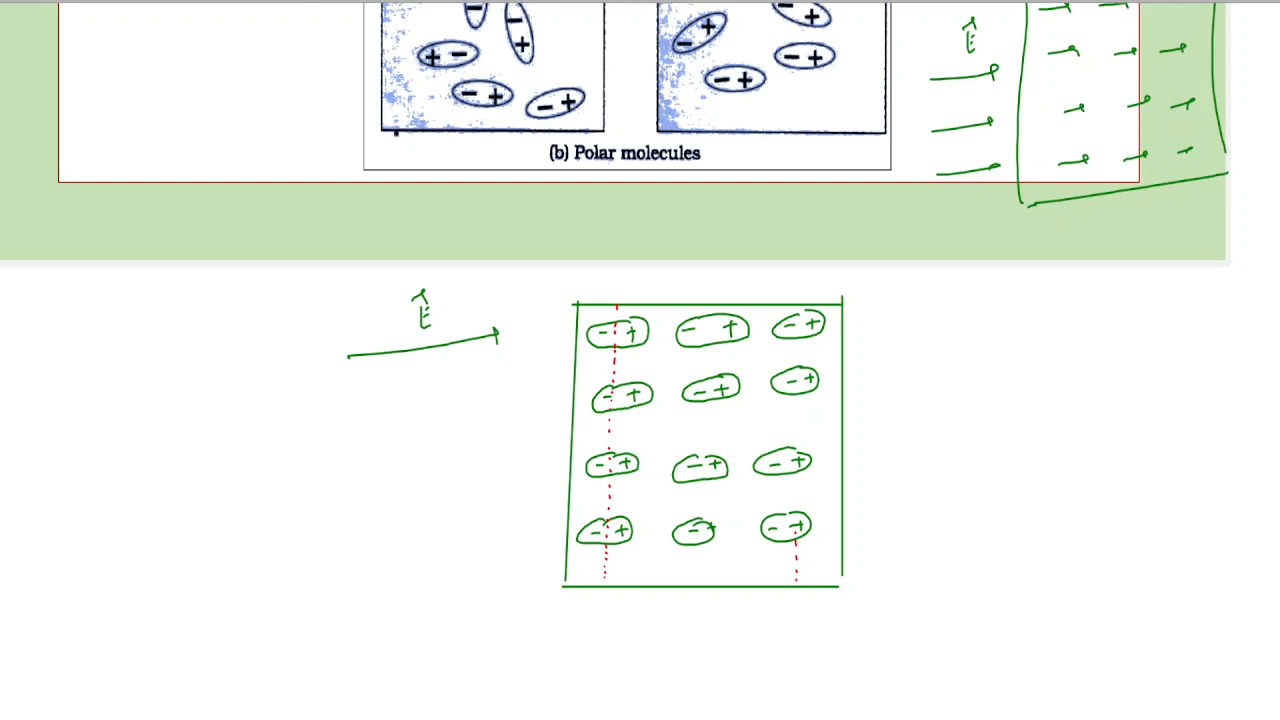 - - + + -
- + + -
+ - - +
- + - + - +
(b) Polar molecules
E
E
- + - + - +
- + - + - +
- + - + - +
- + - + - +